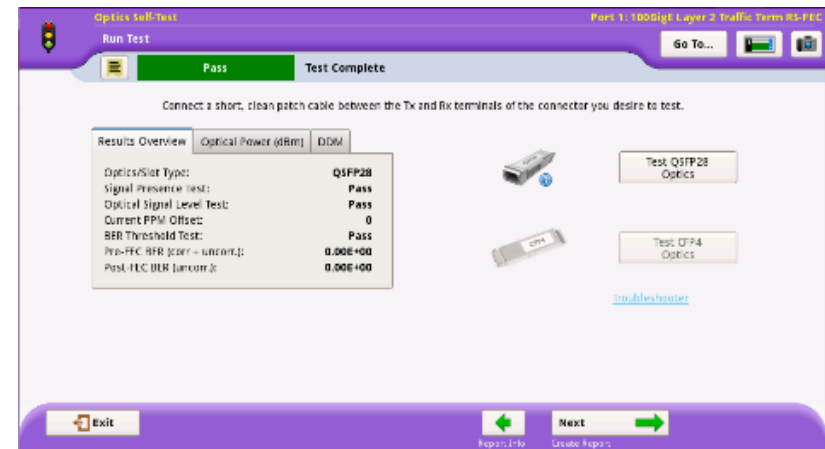 Optics Self-Test
Port 1: 100GigE Layer 2 Traffic Term RS-FEC
Run Test
Go To...
Pass
Test Complete
Connect a short, clean patch cable between the Tx and Rx terminals of the connector you desire to test.
Results Overview
Optical Power (dBm)
DDM
Optics/Slot Type: QSFP28
Signal Presence Test: Pass
Optical Signal Level Test: Pass
Current PPM Offset: 0
BER Threshold Test: Pass
Pre-FEC BER (corr + uncorr.): 0.00E+00
Post-FEC BER (uncorr.): 0.00E+00
Test QSFP28
Optics
CFP4
Test CFP4
Optics
Troubleshooter
Exit
Next
Report Info
Create Report